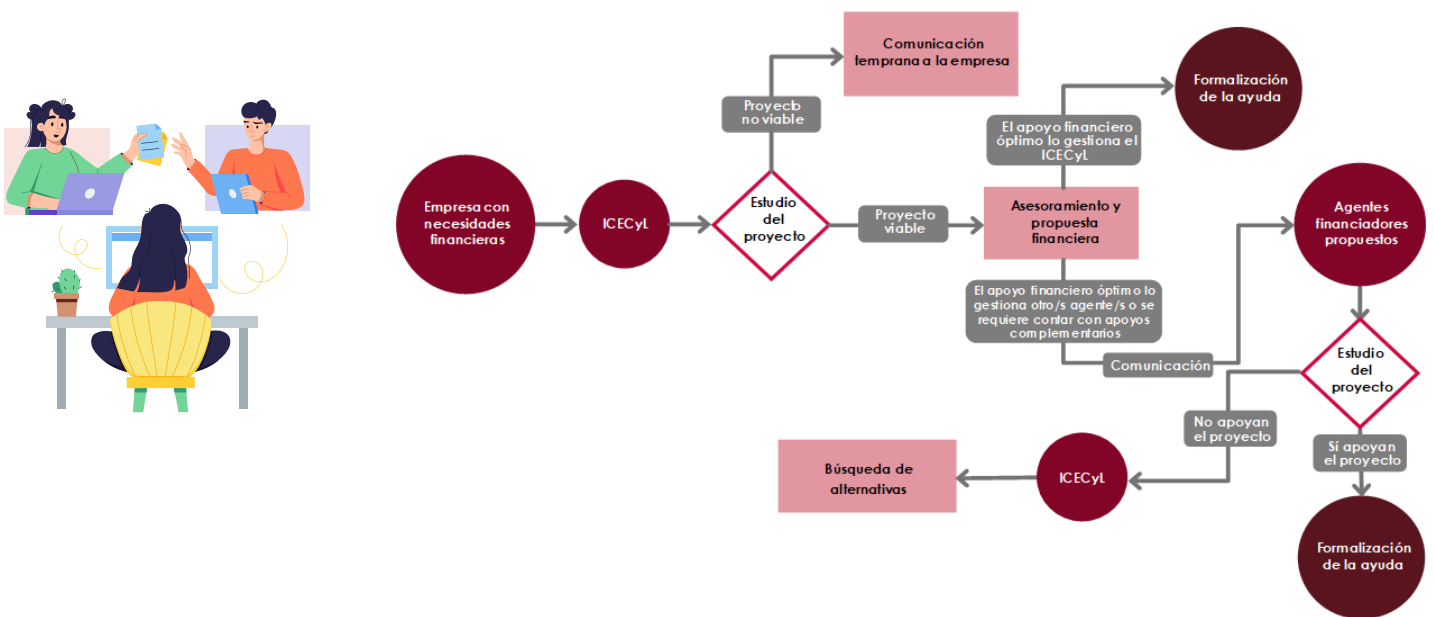 Empresa con
necesidades
financieras
ICECyL
Estudio
del
proyecto
Proyecto
no viable
Comunicación
temprana a la empresa
Proyecto
viable
Asesoramiento y
propuesta
financiera
El apoyo financiero
óptimo lo gestiona el
ICECyL
Formalización
de la ayuda
El apoyo financiero óptimo lo
gestiona otro/s agente/s o se
requiere contar con apoyos
complementarios
Comunicación
Agentes
financiadores
propuestos
Estudio
del
proyecto
No apoyan
el proyecto
ICECyL
Búsqueda de
alternativas
Sí apoyan
el proyecto
Formalización
de la ayuda